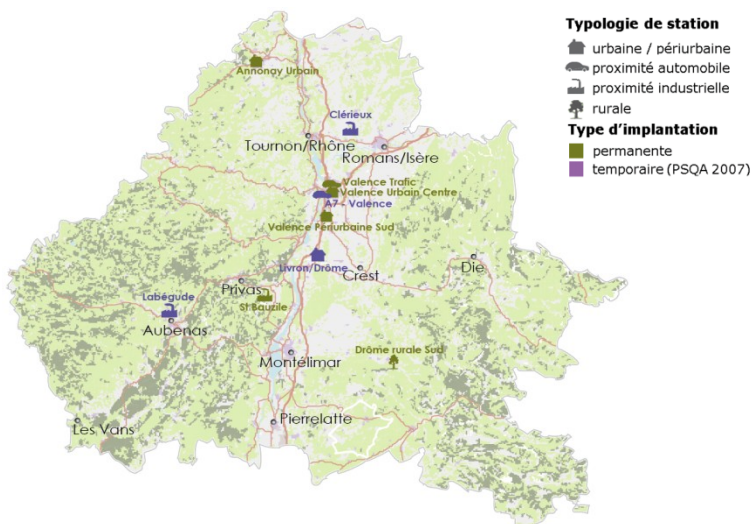 Typologie de station
urbaine / périurbaine
proximité automobile
proximité industrielle
rurale
Type d'implantation
permanente
temporaire (PSQA 2007)
Annonay Urbain
Clérieux
Tournon/Rhône
Romans/Isère
Valence Trafic
Valence Urbain Centre
A7 - Valence
Valence Périurbaine Sud
Livron/Drôme
Crest
Die
Privas
St Bauzile
Labégude
Aubenas
Montélimar
Drôme rurale Sud
Les Vans
Pierrelatte